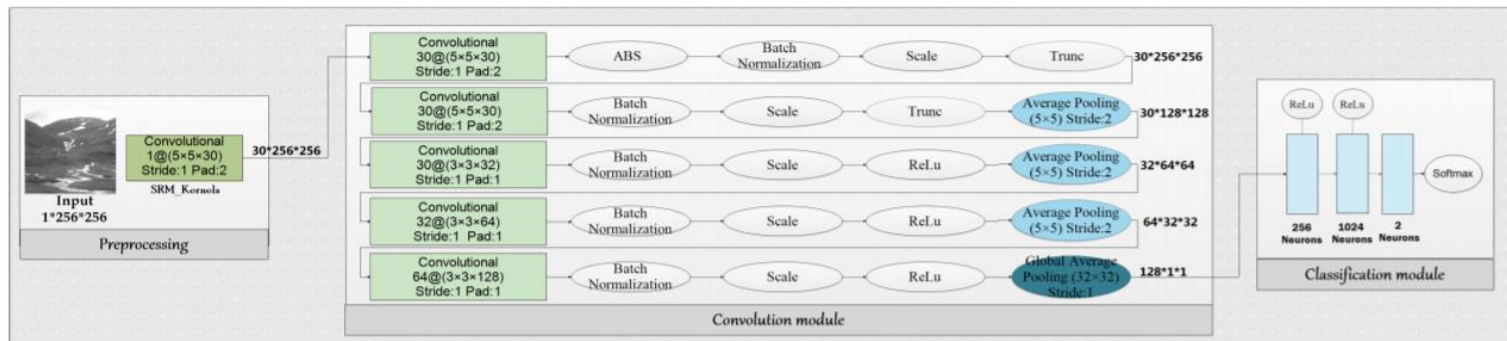 Input
1*256*256
Convolutional
1@(5×5×30)
Stride:1 Pad:2
SRM_Kernels
30*256*256
Preprocessing
Convolutional
30@(5×5×30)
Stride:1 Pad:2
ABS
Batch
Normalization
Scale
Trunc
30*256*256
Convolutional
30@(5×5×30)
Stride:1 Pad:2
Batch
Normalization
Scale
Trunc
Average Pooling
(5×5) Stride:2
30*128*128
Convolutional
30@(3×3×32)
Stride:1 Pad:1
Batch
Normalization
Scale
ReLu
Average Pooling
(5×5) Stride:2
32*64*64
Convolutional
32@(3×3×64)
Stride:1 Pad:1
Batch
Normalization
Scale
ReLu
Average Pooling
(5×5) Stride:2
64*32*32
Convolutional
64@(3×3×128)
Stride:1 Pad:1
Batch
Normalization
Scale
ReLu
Global Average
Pooling (32×32)
Stride:1
128*1*1
Convolution module
ReLu
ReLu
Softmax
256
Neurons
1024
Neurons
2
Neurons
Classification module